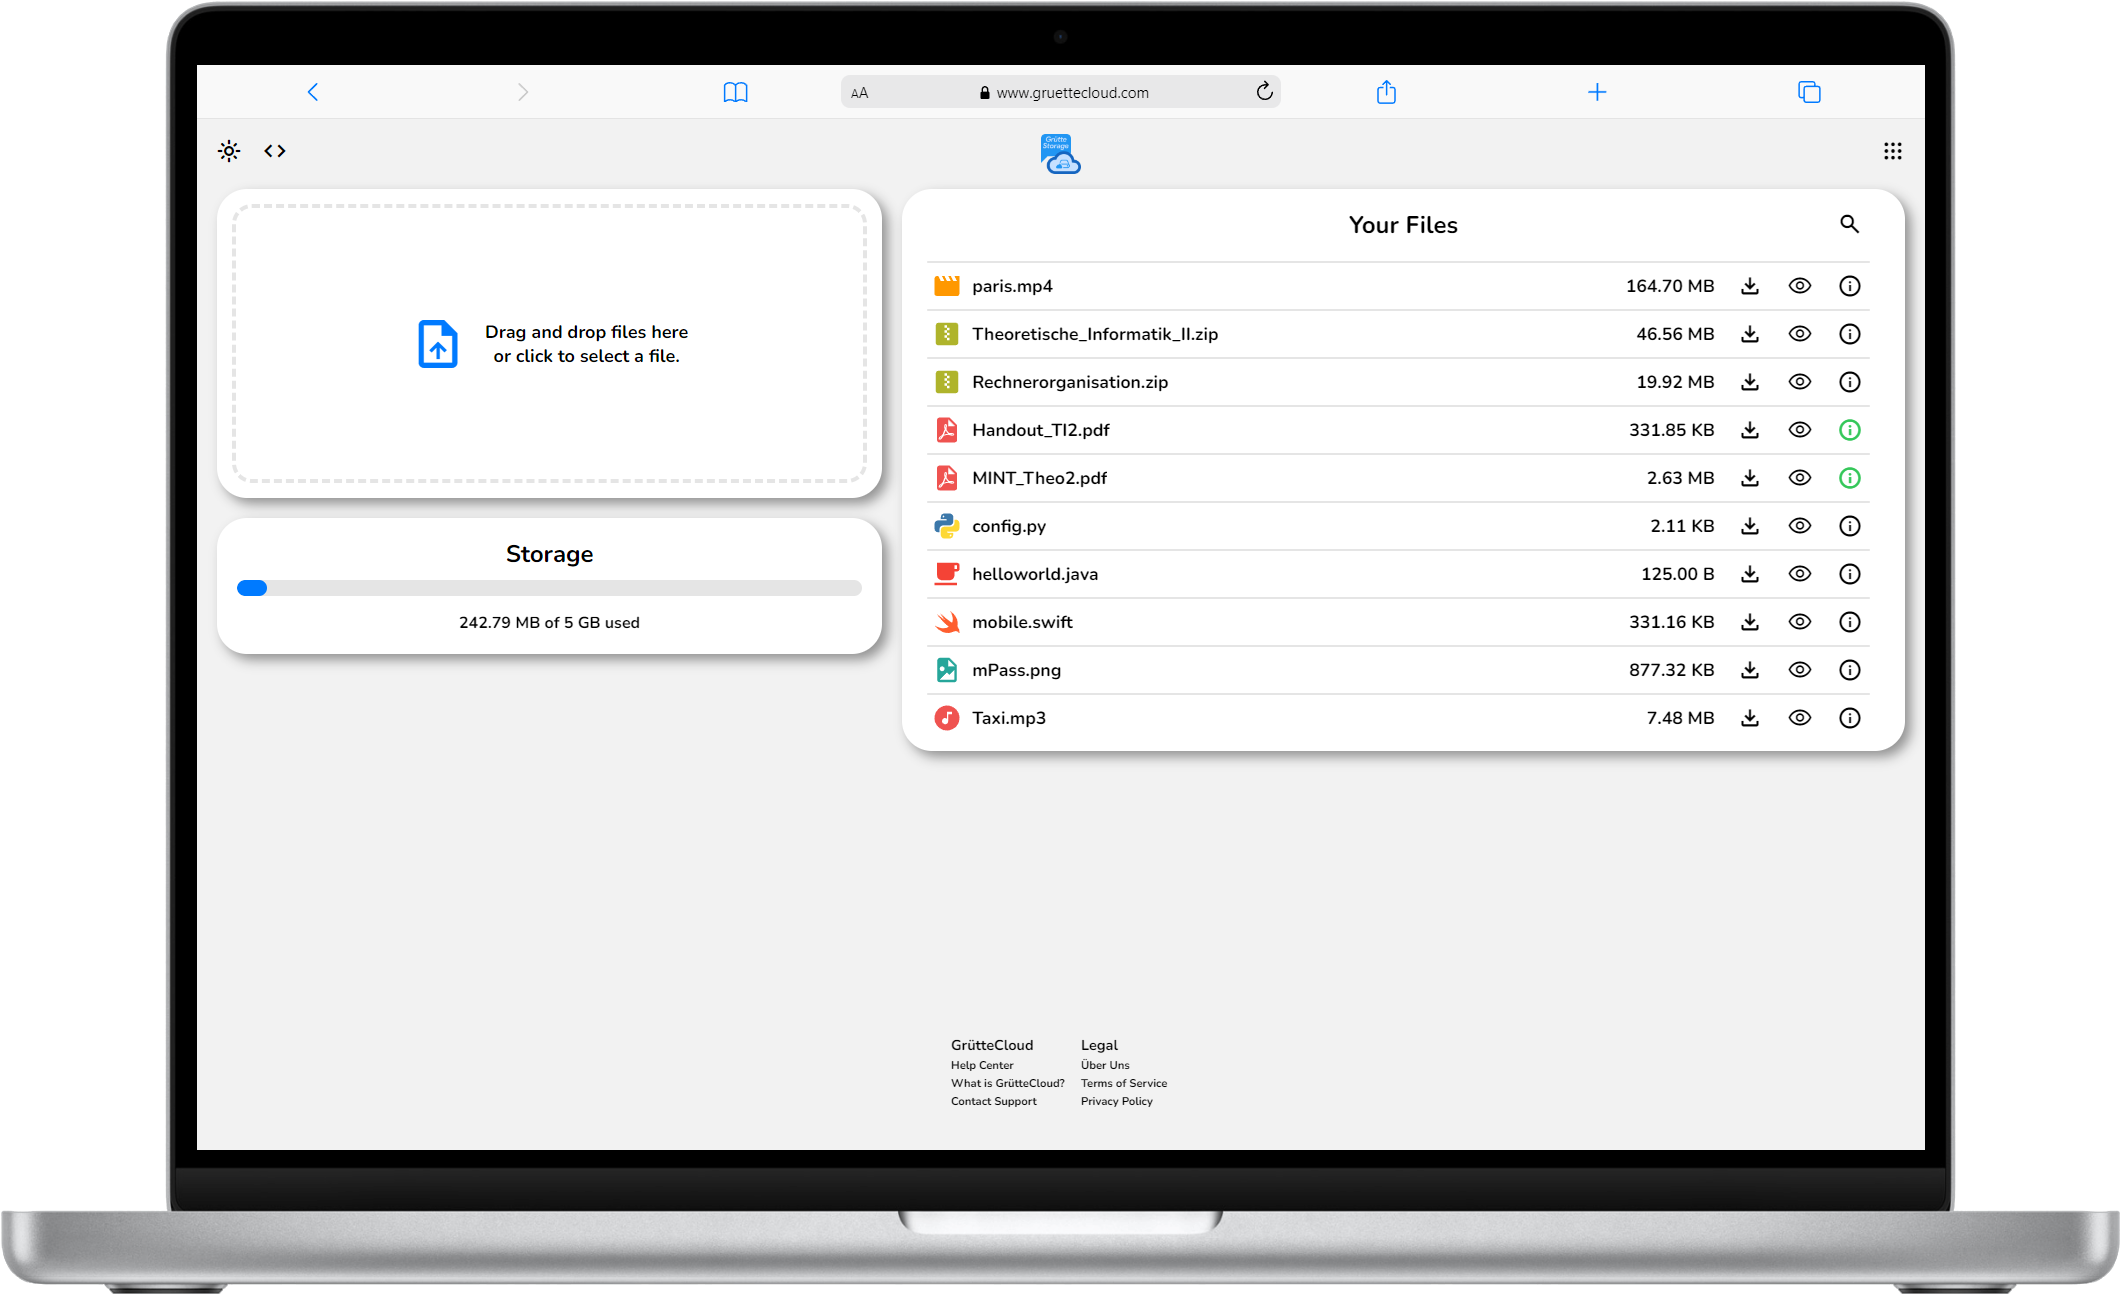 AA
www.gruettecloud.com
Grütte
Storage
Drag and drop files here
or click to select a file.
Storage
242.79 MB of 5 GB used
Your Files
paris.mp4 164.70 MB
Theoretische_Informatik_II.zip 46.56 MB
Rechnerorganisation.zip 19.92 MB
Handout_TI2.pdf 331.85 KB
MINT_Theo2.pdf 2.63 MB
config.py 2.11 KB
helloworld.java 125.00 B
mobile.swift 331.16 KB
mPass.png 877.32 KB
Taxi.mp3 7.48 MB
GrütteCloud
Help Center
What is GrütteCloud?
Contact Support
Legal
Über Uns
Terms of Service
Privacy Policy